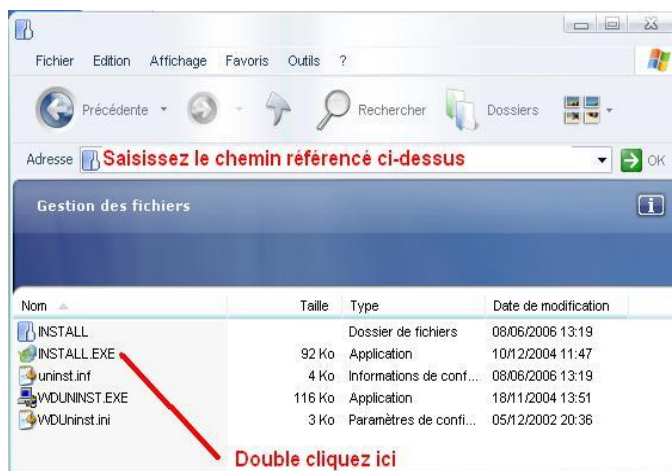 Fichier Edition Affichage Favoris Outils ?
Précédente Rechercher Dossiers
Adresse Saisissez le chemin référencé ci-dessus OK
Gestion des fichiers
Nom Taille Type Date de modification
INSTALL Dossier de fichiers 08/06/2006 13:19
INSTALL.EXE 92 Ko Application 10/12/2004 11:47
uninst.inf 4 Ko Informations de conf... 08/06/2006 13:19
WDUNINST.EXE 116 Ko Application 18/11/2004 13:51
WDUninst.ini 3 Ko Paramètres de confi... 05/12/2002 20:36
Double cliquez ici